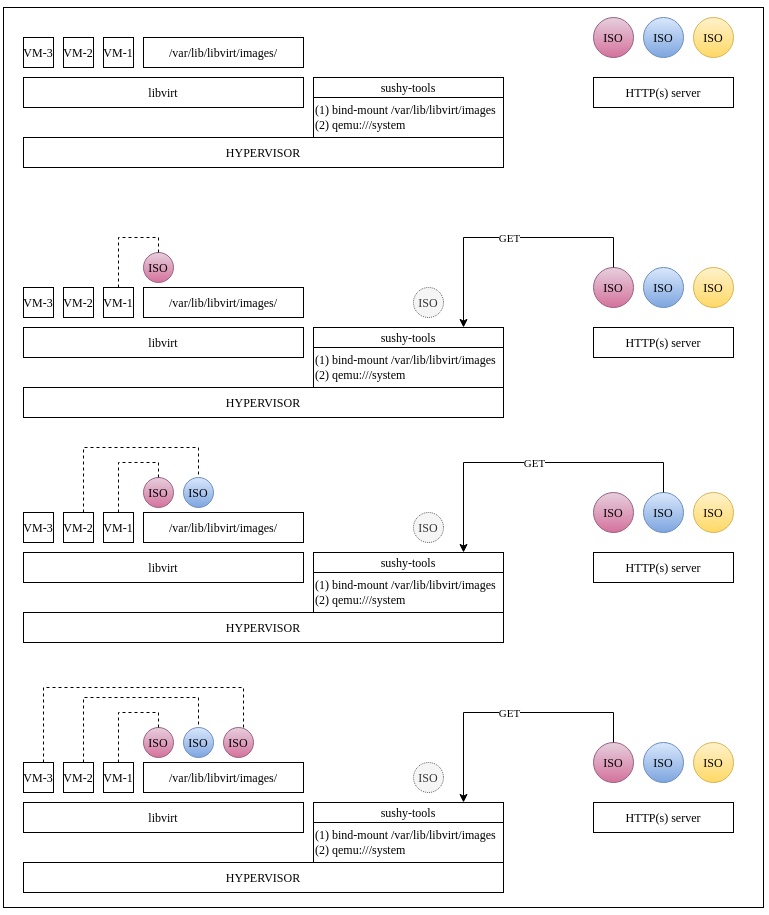 ISO ISO ISO
VM-3 VM-2 VM-1 /var/lib/libvirt/images/
libvirt sushy-tools HTTP(s) server
(1) bind-mount /var/lib/libvirt/images
(2) qemu:///system
HYPERVISOR
GET
ISO
ISO ISO ISO
VM-3 VM-2 VM-1 /var/lib/libvirt/images/ ISO
libvirt sushy-tools HTTP(s) server
(1) bind-mount /var/lib/libvirt/images
(2) qemu:///system
HYPERVISOR
GET
ISO ISO
ISO ISO ISO
VM-3 VM-2 VM-1 /var/lib/libvirt/images/ ISO
libvirt sushy-tools HTTP(s) server
(1) bind-mount /var/lib/libvirt/images
(2) qemu:///system
HYPERVISOR
GET
ISO ISO ISO
ISO ISO ISO
VM-3 VM-2 VM-1 /var/lib/libvirt/images/ ISO
libvirt sushy-tools HTTP(s) server
(1) bind-mount /var/lib/libvirt/images
(2) qemu:///system
HYPERVISOR